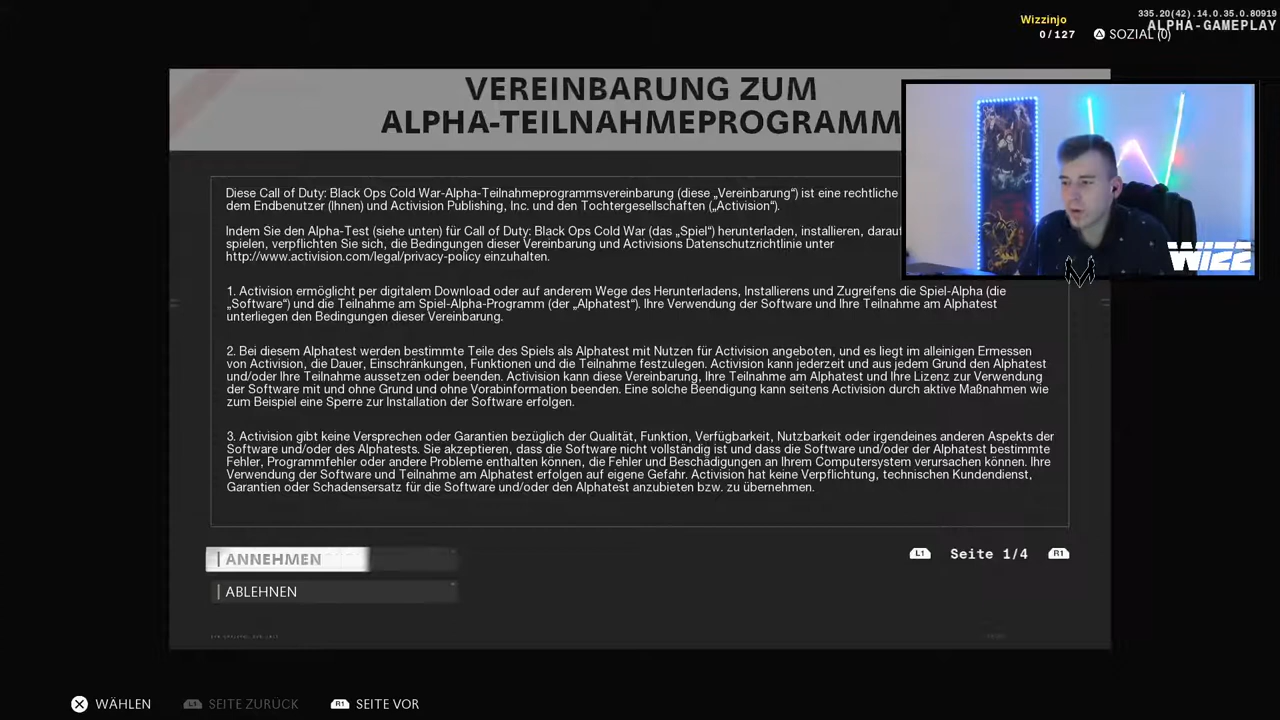 335.20(42).14.0.35.0.80919
Wizzinjo
ALPHA-GAMEPLAY
0/127
SOZIAL (0)
VEREINBARUNG ZUM
ALPHA-TEILNAHMEPROGRAMM
Diese Call of Duty: Black Ops Cold War-Alpha-Teilnahmeprogrammsvereinbarung (diese „Vereinbarung“) ist eine rechtliche
dem Endbenutzer (Ihnen) und Activision Publishing, Inc. und den Tochtergesellschaften („Activision“).
Indem Sie den Alpha-Test (siehe unten) für Call of Duty: Black Ops Cold War (das „Spiel“) herunterladen, installieren, darauf
spielen, verpflichten Sie sich, die Bedingungen dieser Vereinbarung und Activisions Datenschutzrichtlinie unter
http://www.activision.com/legal/privacy-policy einzuhalten.
1. Activision ermöglicht per digitalem Download oder auf anderem Wege des Herunterladens, Installierens und Zugreifens die Spiel-Alpha (die
„Software“) und die Teilnahme am Spiel-Alpha-Programm (der „Alphatest“). Ihre Verwendung der Software und Ihre Teilnahme am Alphatest
unterliegen den Bedingungen dieser Vereinbarung.
2. Bei diesem Alphatest werden bestimmte Teile des Spiels als Alphatest mit Nutzen für Activision angeboten, und es liegt im alleinigen Ermessen
von Activision, die Dauer, Einschränkungen, Funktionen und die Teilnahme festzulegen. Activision kann jederzeit und aus jedem Grund den Alphatest
und/oder Ihre Teilnahme aussetzen oder beenden. Activision kann diese Vereinbarung, Ihre Teilnahme am Alphatest und Ihre Lizenz zur Verwendung
der Software mit und ohne Grund und ohne Vorabinformation beenden. Eine solche Beendigung kann seitens Activision durch aktive Maßnahmen wie
zum Beispiel eine Sperre zur Installation der Software erfolgen.
3. Activision gibt keine Versprechen oder Garantien bezüglich der Qualität, Funktion, Verfügbarkeit, Nutzbarkeit oder irgendeines anderen Aspekts der
Software und/oder des Alphatests. Sie akzeptieren, dass die Software nicht vollständig ist und dass die Software und/oder der Alphatest bestimmte
Fehler, Programmfehler oder andere Probleme enthalten können, die Fehler und Beschädigungen an Ihrem Computersystem verursachen können. Ihre
Verwendung der Software und Teilnahme am Alphatest erfolgen auf eigene Gefahr. Activision hat keine Verpflichtung, technischen Kundendienst,
Garantien oder Schadensersatz für die Software und/oder den Alphatest anzubieten bzw. zu übernehmen.
WIZZ
ANNEHMEN
L1 Seite 1/4 R1
ABLEHNEN
WÄHLEN
L1 SEITE ZURÜCK
R1 SEITE VOR